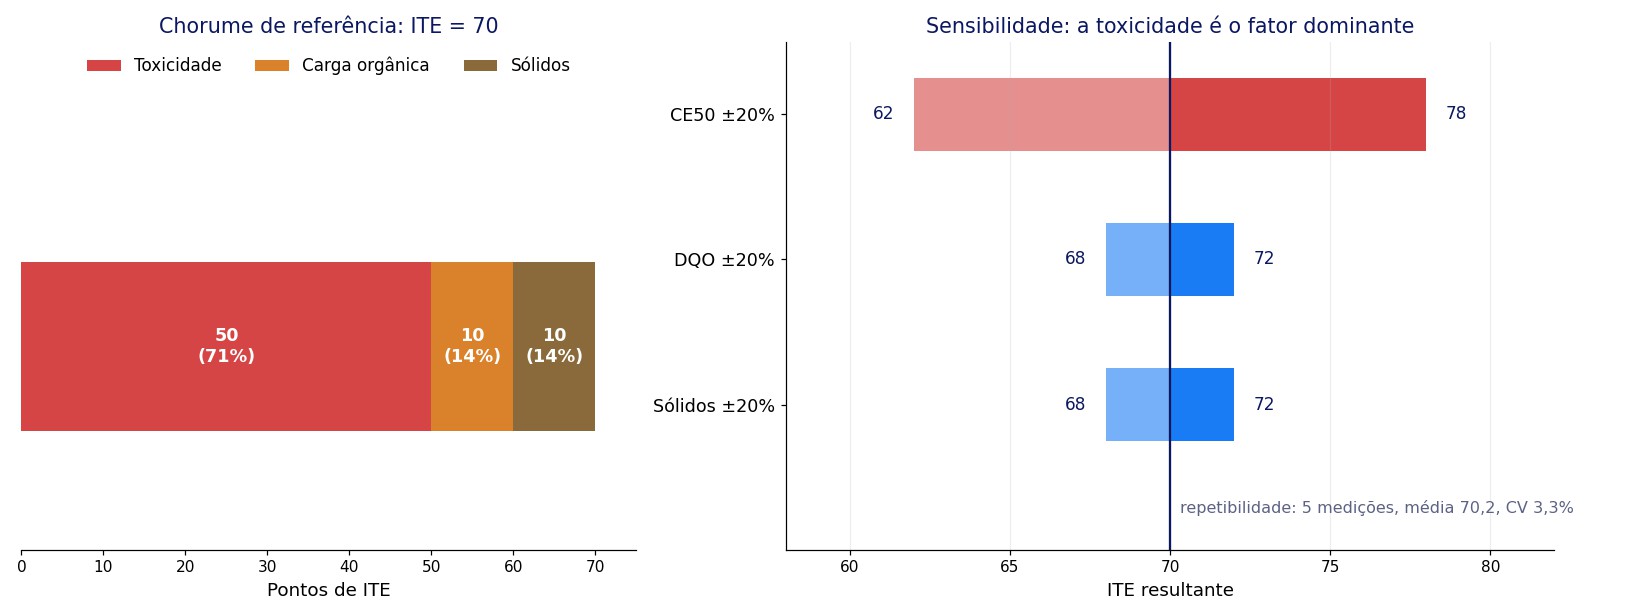 Chorume de referência: ITE = 70
Toxicidade
Carga orgânica
Sólidos
50
(71%)
10
(14%)
10
(14%)
0 10 20 30 40 50 60 70
Pontos de ITE
Sensibilidade: a toxicidade é o fator dominante
CE50 ±20%
62
78
DQO ±20%
68
72
Sólidos ±20%
68
72
repetibilidade: 5 medições, média 70,2, CV 3,3%
60 65 70 75 80
ITE resultante